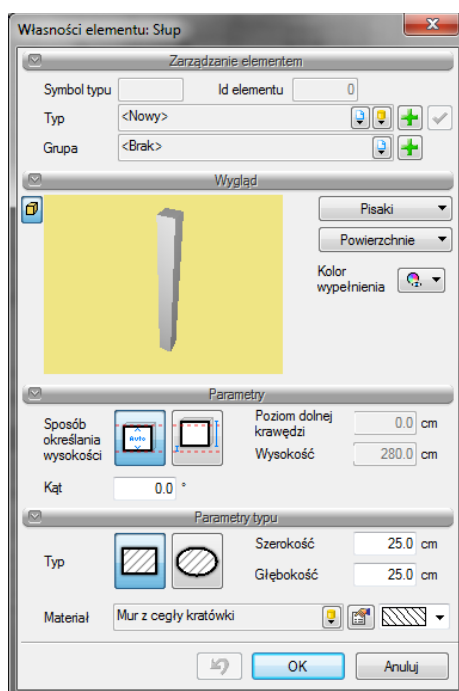 Własności elementu: Słup
Zarządzanie elementem
Symbol typu
Id elementu 0
Typ <Nowy>
Grupa <Brak>
Wygląd
Pisaki
Powierzchnie
Kolor
wypełnienia
Parametry
Sposób
określania
wysokości
Auto
Poziom dolnej
krawędzi
0.0 cm
Wysokość 280.0 cm
Kąt 0.0 °
Parametry typu
Typ
Szerokość 25.0 cm
Głębokość 25.0 cm
Materiał Mur z cegły kratówki
OK Anuluj